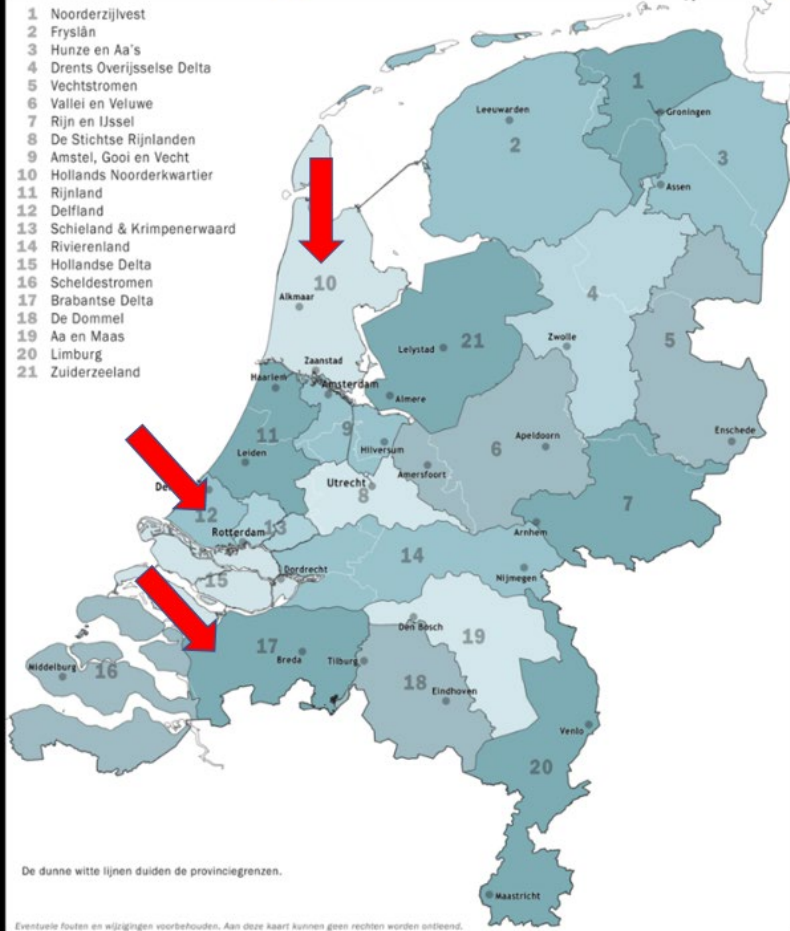 1 Noorderzijlvest
2 Fryslân
3 Hunze en Aa's
4 Drents Overijsselse Delta
5 Vechtstromen
6 Vallei en Veluwe
7 Rijn en IJssel
8 De Stichtse Rijnlanden
9 Amstel, Gooi en Vecht
10 Hollands Noorderkwartier
11 Rijnland
12 Delfland
13 Schieland & Krimpenerwaard
14 Rivierenland
15 Hollandse Delta
16 Scheldestromen
17 Brabantse Delta
18 De Dommel
19 Aa en Maas
20 Limburg
21 Zuiderzeeland
1
Groningen
Leeuwarden
2
3
Assen
10
Alkmaar
4
Zwolle
5
Lelystad
21
Zaanstad
Haarlem
Amsterdam
Almere
9
Hilversum
Enschede
11
Leiden
6
Apeldoorn
Amersfoort
Utrecht
8
De
12
Rotterdam
13
7
Arnhem
14
Nijmegen
15
Dordrecht
Den Bosch
19
17
Breda
Tilburg
Middelburg
16
18
Eindhoven
Venlo
20
Maastricht
De dunne witte lijnen duiden de provinciegrenzen.
Eventuele fouten en wijzigingen voorbehouden. Aan deze kaart kunnen geen rechten worden ontleend.